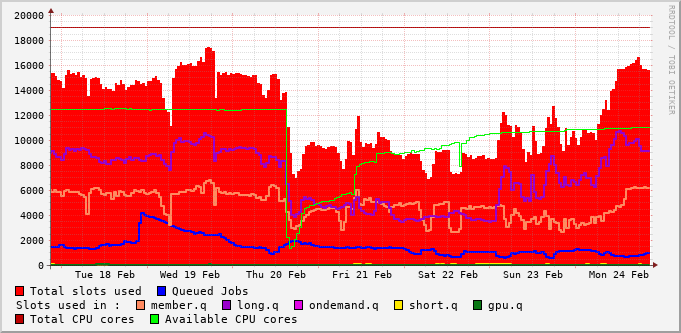 20000
18000
16000
14000
12000
10000
8000
6000
4000
2000
0
Tue 18 Feb Wed 19 Feb Thu 20 Feb Fri 21 Feb Sat 22 Feb Sun 23 Feb Mon 24 Feb
Total slots used Queued Jobs
Slots used in : member.q long.q ondemand.q short.q gpu.q
Total CPU cores Available CPU cores
RRDTOOL / TOBI OETIKER